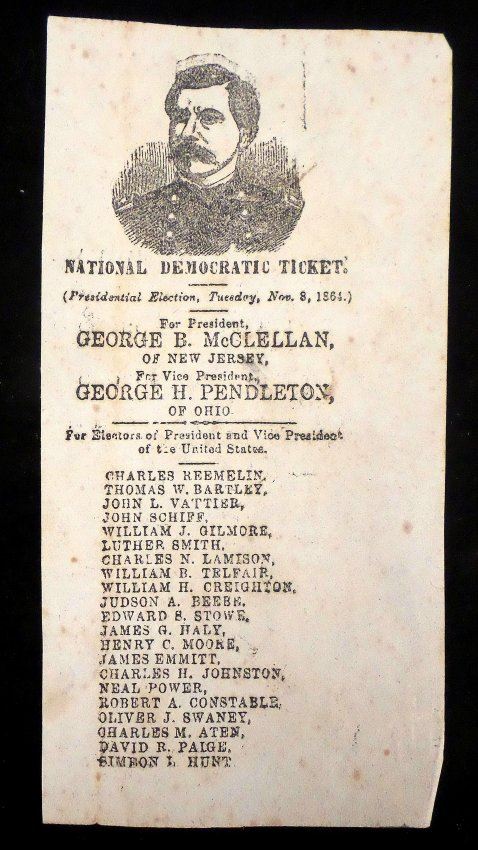 NATIONAL DEMOCRATIC TICKET.
(Presidential Election, Tuesday, Nov. 8, 1864.)
For President,
GEORGE B. McCLELLAN,
OF NEW JERSEY,
For Vice President,
GEORGE H. PENDLETON,
OF OHIO.
For Electors of President and Vice President
of the United States.
CHARLES REEMELIN,
THOMAS W. BARTLEY,
JOHN L. VATTIER,
JOHN SCHIFF,
WILLIAM J. GILMORE,
LUTHER SMITH,
CHARLES N. LAMISON,
WILLIAM B. TELFAIR,
WILLIAM H. CREIGHTON,
JUDSON A. BEEBE,
EDWARD S. STOWE,
JAMES G. HALY,
HENRY C. MOORE,
JAMES EMMITT,
CHARLES H. JOHNSTON,
NEAL POWER,
ROBERT A. CONSTABLE,
OLIVER J. SWANEY,
CHARLES M. ATEN,
DAVID R. PAIGE,
SIMEON L. HUNT